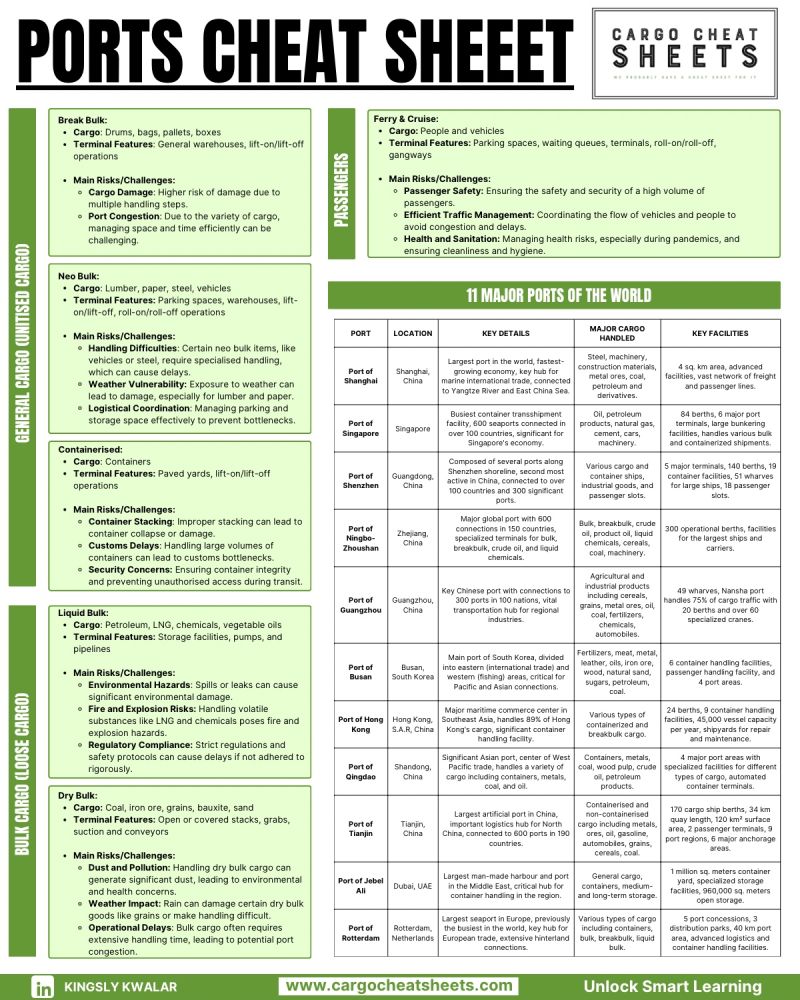 PORTS CHEAT SHEEET
CARGO CHEAT
SHEETS
WE PROBABLY HAVE A CHEAT SHEET FOR IT
GENERAL CARGO (UNITISED CARGO)
Break Bulk:
• Cargo: Drums, bags, pallets, boxes
• Terminal Features: General warehouses, lift-on/lift-off
operations
• Main Risks/Challenges:
Cargo Damage: Higher risk of damage due to
multiple handling steps.
Port Congestion: Due to the variety of cargo,
managing space and time efficiently can be
challenging.
Neo Bulk:
• Cargo: Lumber, paper, steel, vehicles
• Terminal Features: Parking spaces, warehouses, lift-
on/lift-off, roll-on/roll-off operations
• Main Risks/Challenges:
Handling Difficulties: Certain neo bulk items, like
vehicles or steel, require specialised handling,
which can cause delays.
Weather Vulnerability: Exposure to weather can
lead to damage, especially for lumber and paper.
Logistical Coordination: Managing parking and
storage space effectively to prevent bottlenecks.
Containerised:
• Cargo: Containers
• Terminal Features: Paved yards, lift-on/lift-off
operations
• Main Risks/Challenges:
Container Stacking: Improper stacking can lead to
container collapse or damage.
Customs Delays: Handling large volumes of
containers can lead to customs bottlenecks.
Security Concerns: Ensuring container integrity
and preventing unauthorised access during transit.
BULK CARGO (LOOSE CARGO)
Liquid Bulk:
• Cargo: Petroleum, LNG, chemicals, vegetable oils
• Terminal Features: Storage facilities, pumps, and
pipelines
• Main Risks/Challenges:
Environmental Hazards: Spills or leaks can cause
significant environmental damage.
Fire and Explosion Risks: Handling volatile
substances like LNG and chemicals poses fire and
explosion hazards.
Regulatory Compliance: Strict regulations and
safety protocols can cause delays if not adhered to
rigorously.
Dry Bulk:
• Cargo: Coal, iron ore, grains, bauxite, sand
• Terminal Features: Open or covered stacks, grabs,
suction and conveyors
• Main Risks/Challenges:
Dust and Pollution: Handling dry bulk cargo can
generate significant dust, leading to environmental
and health concerns.
Weather Impact: Rain can damage certain dry bulk
goods like grains or make handling difficult.
Operational Delays: Bulk cargo often requires
extensive handling time, leading to potential port
congestion.
PASSENGERS
Ferry & Cruise:
• Cargo: People and vehicles
• Terminal Features: Parking spaces, waiting queues, terminals, roll-on/roll-off,
gangways
• Main Risks/Challenges:
Passenger Safety: Ensuring the safety and security of a high volume of
passengers.
Efficient Traffic Management: Coordinating the flow of vehicles and people to
avoid congestion and delays.
Health and Sanitation: Managing health risks, especially during pandemics, and
ensuring cleanliness and hygiene.
11 MAJOR PORTS OF THE WORLD
PORT
LOCATION
KEY DETAILS
MAJOR CARGO
HANDLED
KEY FACILITIES
Port of
Shanghai
Shanghai,
China
Largest port in the world, fastest-
growing economy, key hub for
marine international trade, connected
to Yangtze River and East China Sea.
Steel, machinery,
construction materials,
metal ores, coal,
petroleum and
derivatives.
4 sq. km area, advanced
facilities, vast network of freight
and passenger lines.
Port of
Singapore
Singapore
Busiest container transshipment
facility, 600 seaports connected in
over 100 countries, significant for
Singapore's economy.
Oil, petroleum
products, natural gas,
cement, cars,
machinery.
84 berths, 6 major port
terminals, large bunkering
facilities, handles various bulk
and containerized shipments.
Port of
Shenzhen
Guangdong,
China
Composed of several ports along
Shenzhen shoreline, second most
active in China, connected to over
100 countries and 300 significant
ports.
Various cargo and
container ships,
industrial goods, and
passenger slots.
5 major terminals, 140 berths, 19
container facilities, 51 wharves
for large ships, 18 passenger
slots.
Port of
Ningbo-
Zhoushan
Zhejiang,
China
Major global port with 600
connections in 150 countries,
specialized terminals for bulk,
breakbulk, crude oil, and liquid
chemicals.
Bulk, breakbulk, crude
oil, product oil, liquid
chemicals, cereals,
coal, machinery.
300 operational berths, facilities
for the largest ships and
carriers.
Port of
Guangzhou
Guangzhou,
China
Key Chinese port with connections to
300 ports in 100 nations, vital
transportation hub for regional
industries.
Agricultural and
industrial products
including cereals,
grains, metal ores, oil,
coal, fertilizers,
chemicals,
automobiles.
49 wharves, Nansha port
handles 75% of cargo traffic with
20 berths and over 60
specialized cranes.
Port of
Busan
Busan,
South Korea
Main port of South Korea, divided
into eastern (international trade) and
western (fishing) areas, critical for
Pacific and Asian connections.
Fertilizers, meat, metal,
leather, oils, iron ore,
wood, natural sand,
sugars, petroleum,
coal.
6 container handling facilities,
passenger handling facility, and
4 port areas.
Port of Hong
Kong
Hong Kong,
S.A.R, China
Major maritime commerce center in
Southeast Asia, handles 89% of Hong
Kong's cargo, significant container
handling facility.
Various types of
containerized and
breakbulk cargo.
24 berths, 9 container handling
facilities, 45,000 vessel capacity
per year, shipyards for repair
and maintenance.
Port of
Qingdao
Shandong,
China
Significant Asian port, center of West
Pacific trade, handles a variety of
cargo including containers, metals,
coal, and oil.
Containers, metals,
coal, wood pulp, crude
oil, petroleum
products.
4 major port areas with
specialized facilities for different
types of cargo, automated
container terminals.
Port of
Tianjin
Tianjin,
China
Largest artificial port in China,
important logistics hub for North
China, connected to 600 ports in 190
countries.
Containerised and
non-containerised
cargo including metals,
ores, oil, gasoline,
automobiles, grains,
cereals, coal.
170 cargo ship berths, 34 km
quay length, 120 km² surface
area, 2 passenger terminals, 9
port regions, 6 major anchorage
areas.
Port of Jebel
Ali
Dubai, UAE
Largest man-made harbour and port
in the Middle East, critical hub for
container handling in the region.
General cargo,
containers, medium-
and long-term storage.
1 million sq. meters container
yard, specialized storage
facilities, 960,000 sq. meters
open storage.
Port of
Rotterdam
Rotterdam,
Netherlands
Largest seaport in Europe, previously
the busiest in the world, key hub for
European trade, extensive hinterland
connections.
Various types of cargo
including containers,
bulk, breakbulk, liquid
bulk.
5 port concessions, 3
distribution parks, 40 km port
area, advanced logistics and
container handling facilities.
in
KINGSLY KWALAR
www.cargocheatsheets.com
Unlock Smart Learning